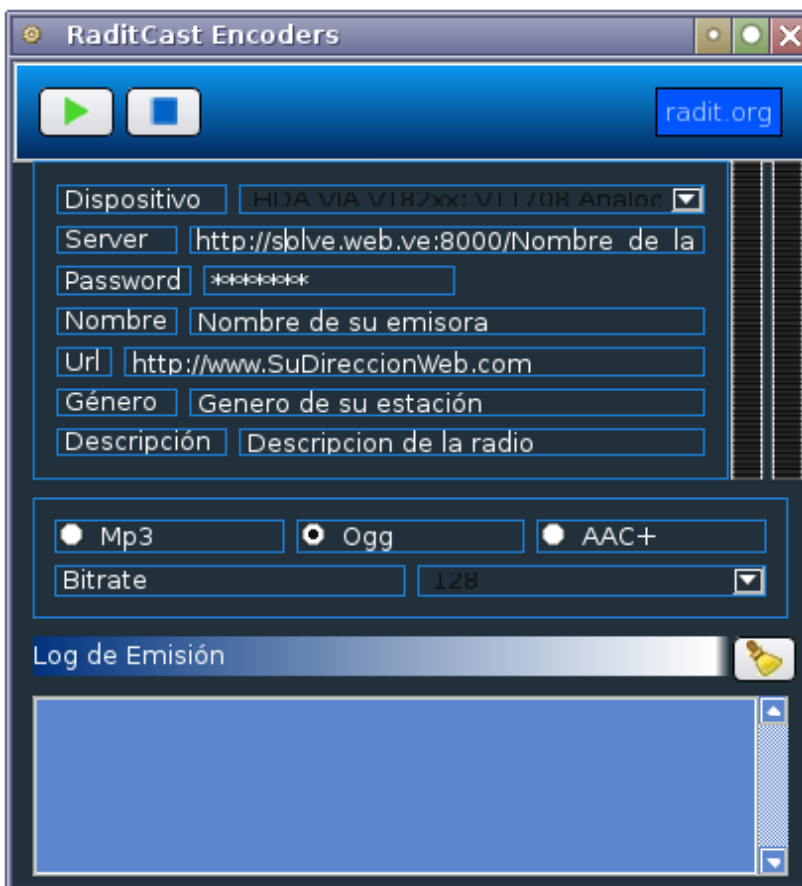 RaditCast Encoders
radit.org
Dispositivo HDA VIA VT82xx: VT1708 Analoc
Server http://solve.web.ve:8000/Nombre_de_la
Password *******
Nombre Nombre de su emisora
Url http://www.SuDireccionWeb.com
Género Genero de su estación
Descripción Descripcion de la radio
Mp3 Ogg AAC+
Bitrate 128
Log de Emisión